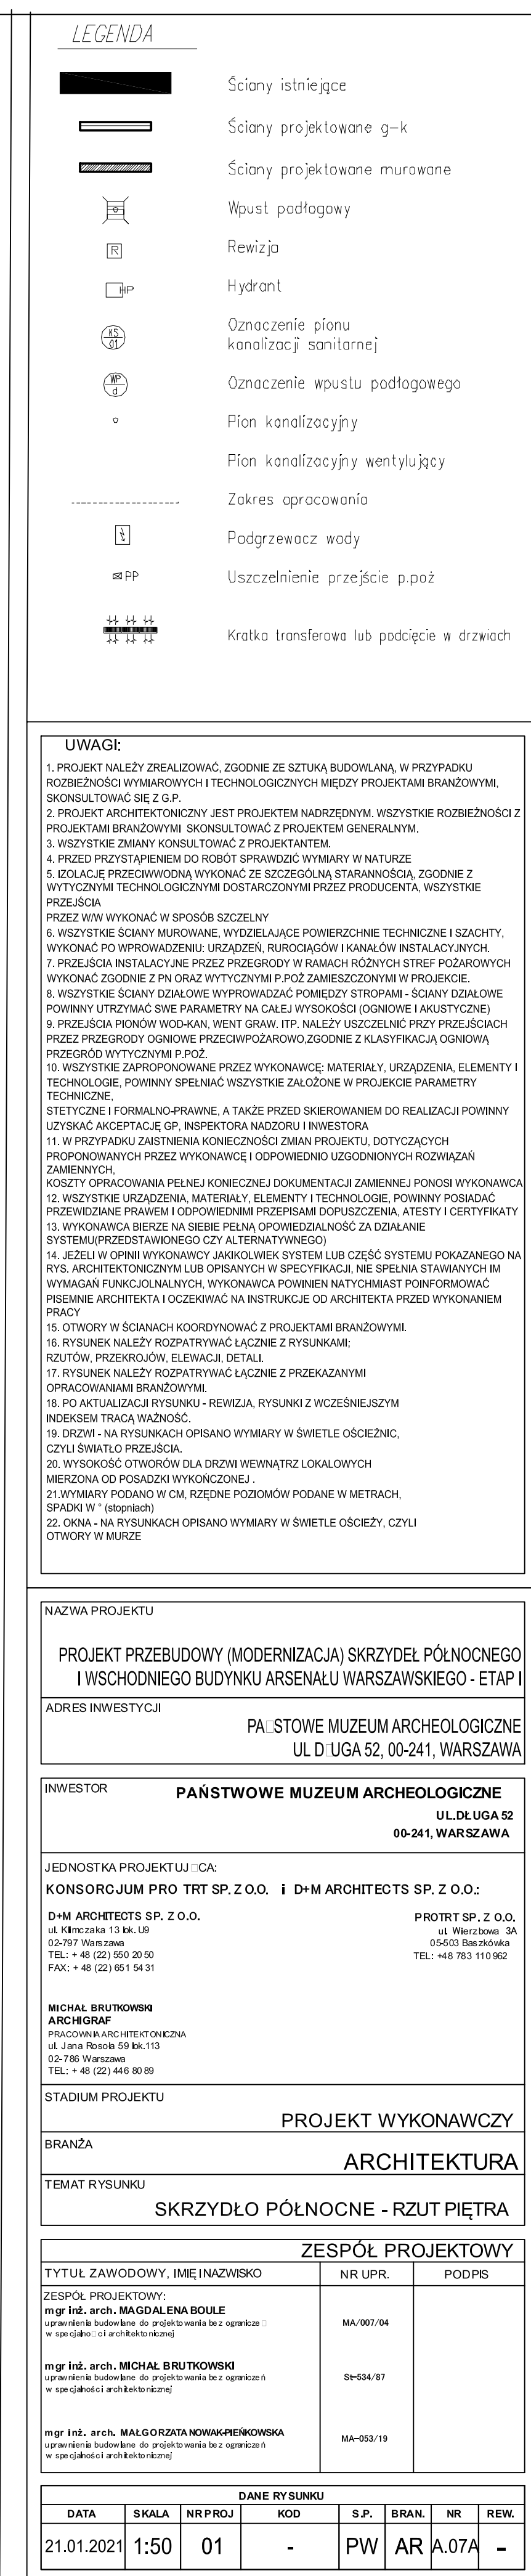 LEGENDA
Ściany istniejące
Ściany projektowane g-k
Ściany projektowane murowane
Wpust podłogowy
R
Rewizja
HP
Hydrant
KS
01
Oznaczenie pionu
kanalizacji sanitarnej
WP
d
Oznaczenie wpustu podłogowego
Pion kanalizacyjny
Pion kanalizacyjny wentylujący
Zakres opracowania
Podgrzewacz wody
PP
Uszczelnienie przejście p.poż
Kratka transferowa lub podcięcie w drzwiach
UWAGI:
1. PROJEKT NALEŻY ZREALIZOWAĆ, ZGODNIE ZE SZTUKĄ BUDOWLANĄ, W PRZYPADKU
ROZBIEŻNOŚCI WYMIAROWYCH I TECHNOLOGICZNYCH MIĘDZY PROJEKTAMI BRANŻOWYMI,
SKONSULTOWAĆ SIĘ Z G.P.
2. PROJEKT ARCHITEKTONICZNY JEST PROJEKTEM NADRZĘDNYM. WSZYSTKIE ROZBIEŻNOŚCI Z
PROJEKTAMI BRANŻOWYMI SKONSULTOWAĆ Z PROJEKTEM GENERALNYM.
3. WSZYSTKIE ZMIANY KONSULTOWAĆ Z PROJEKTANTEM.
4. PRZED PRZYSTĄPIENIEM DO ROBÓT SPRAWDZIĆ WYMIARY W NATURZE
5. IZOLACJĘ PRZECIWWODNĄ WYKONAĆ ZE SZCZEGÓLNĄ STARANNOŚCIĄ, ZGODNIE Z
WYTYCZNYMI TECHNOLOGICZNYMI DOSTARCZONYMI PRZEZ PRODUCENTA, WSZYSTKIE
PRZEJŚCIA
PRZEZ W/W WYKONAĆ W SPOSÓB SZCZELNY
6. WSZYSTKIE ŚCIANY MUROWANE, WYDZIELAJĄCE POWIERZCHNIE TECHNICZNE I SZACHTY,
WYKONAĆ PO WPROWADZENIU: URZĄDZEŃ, RUROCIĄGÓW I KANAŁÓW INSTALACYJNYCH.
7. PRZEJŚCIA INSTALACYJNE PRZEZ PRZEGRODY W RAMACH RÓŻNYCH STREF POŻAROWYCH
WYKONAĆ ZGODNIE Z PN ORAZ WYTYCZNYMI P.POŻ ZAMIESZCZONYMI W PROJEKCIE.
8. WSZYSTKIE ŚCIANY DZIAŁOWE WYPROWADZAĆ POMIĘDZY STROPAMI - ŚCIANY DZIAŁOWE
POWINNY UTRZYMAĆ SWE PARAMETRY NA CAŁEJ WYSOKOŚCI (OGNIOWE I AKUSTYCZNE)
9. PRZEJŚCIA PIONÓW WOD-KAN, WENT GRAW. ITP. NALEŻY USZCZELNIĆ PRZY PRZEJŚCIACH
PRZEZ PRZEGRODY OGNIOWE PRZECIWPOŻAROWO,ZGODNIE Z KLASYFIKACJĄ OGNIOWĄ
PRZEGRÓD WYTYCZNYMI P.POŻ.
10. WSZYSTKIE ZAPROPONOWANE PRZEZ WYKONAWCĘ: MATERIAŁY, URZĄDZENIA, ELEMENTY I
TECHNOLOGIE, POWINNY SPEŁNIAĆ WSZYSTKIE ZAŁOŻONE W PROJEKCIE PARAMETRY
TECHNICZNE,
STETYCZNE I FORMALNO-PRAWNE, A TAKŻE PRZED SKIEROWANIEM DO REALIZACJI POWINNY
UZYSKAĆ AKCEPTACJĘ GP, INSPEKTORA NADZORU I INWESTORA
11. W PRZYPADKU ZAISTNIENIA KONIECZNOŚCI ZMIAN PROJEKTU, DOTYCZĄCYCH
PROPONOWANYCH PRZEZ WYKONAWCĘ I ODPOWIEDNIO UZGODNIONYCH ROZWIĄZAŃ
ZAMIENNYCH,
KOSZTY OPRACOWANIA PEŁNEJ KONIECZNEJ DOKUMENTACJI ZAMIENNEJ PONOSI WYKONAWCA
12. WSZYSTKIE URZĄDZENIA, MATERIAŁY, ELEMENTY I TECHNOLOGIE, POWINNY POSIADAĆ
PRZEWIDZIANE PRAWEM I ODPOWIEDNIMI PRZEPISAMI DOPUSZCZENIA, ATESTY I CERTYFIKATY
13. WYKONAWCA BIERZE NA SIEBIE PEŁNĄ OPOWIEDZIALNOŚĆ ZA DZIAŁANIE
SYSTEMU(PRZEDSTAWIONEGO CZY ALTERNATYWNEGO)
14. JEŻELI W OPINII WYKONAWCY JAKIKOLWIEK SYSTEM LUB CZĘŚĆ SYSTEMU POKAZANEGO NA
RYS. ARCHITEKTONICZNYM LUB OPISANYCH W SPECYFIKACJI, NIE SPEŁNIA STAWIANYCH IM
WYMAGAŃ FUNKCJOLNALNYCH, WYKONAWCA POWINIEN NATYCHMIAST POINFORMOWAĆ
PISEMNIE ARCHITEKTA I OCZEKIWAĆ NA INSTRUKCJE OD ARCHITEKTA PRZED WYKONANIEM
PRACY
15. OTWORY W ŚCIANACH KOORDYNOWAĆ Z PROJEKTAMI BRANŻOWYMI.
16. RYSUNEK NALEŻY ROZPATRYWAĆ ŁĄCZNIE Z RYSUNKAMI;
RZUTÓW, PRZEKROJÓW, ELEWACJI, DETALI.
17. RYSUNEK NALEŻY ROZPATRYWAĆ ŁĄCZNIE Z PRZEKAZANYMI
OPRACOWANIAMI BRANŻOWYMI.
18. PO AKTUALIZACJI RYSUNKU - REWIZJA, RYSUNKI Z WCZEŚNIEJSZYM
INDEKSEM TRACĄ WAŻNOŚĆ.
19. DRZWI - NA RYSUNKACH OPISANO WYMIARY W ŚWIETLE OŚCIEŻNIC,
CZYLI ŚWIATŁO PRZEJŚCIA.
20. WYSOKOŚĆ OTWORÓW DLA DRZWI WEWNĄTRZ LOKALOWYCH
MIERZONA OD POSADZKI WYKOŃCZONEJ .
21.WYMIARY PODANO W CM, RZĘDNE POZIOMÓW PODANE W METRACH,
SPADKI W ° (stopniach)
22. OKNA - NA RYSUNKACH OPISANO WYMIARY W ŚWIETLE OŚCIEŻY, CZYLI
OTWORY W MURZE
NAZWA PROJEKTU
PROJEKT PRZEBUDOWY (MODERNIZACJA) SKRZYDEŁ PÓŁNOCNEGO
I WSCHODNIEGO BUDYNKU ARSENAŁU WARSZAWSKIEGO - ETAP I
ADRES INWESTYCJI
PA□STOWE MUZEUM ARCHEOLOGICZNE
UL D□UGA 52, 00-241, WARSZAWA
INWESTOR
PAŃSTWOWE MUZEUM ARCHEOLOGICZNE
UL.DŁUGA 52
00-241, WARSZAWA
JEDNOSTKA PROJEKTUJ□CA:
KONSORCJUM PRO TRT SP. Z O.O. i D+M ARCHITECTS SP. Z O.O.:
D+M ARCHITECTS SP. Z O.O.
ul. Klimczaka 13 lok. U9
02-797 Warszawa
TEL: + 48 (22) 550 20 50
FAX: + 48 (22) 651 54 31
PROTRT SP. Z O.O.
ul. Wierzbowa 3A
05-503 Baszkówka
TEL: +48 783 110 962
MICHAŁ BRUTKOWSKI
ARCHIGRAF
PRACOWNIA ARCHITEKTONICZNA
ul. Jana Rosoła 59 lok.113
02-786 Warszawa
TEL: + 48 (22) 446 80 89
STADIUM PROJEKTU
PROJEKT WYKONAWCZY
BRANŻA
ARCHITEKTURA
TEMAT RYSUNKU
SKRZYDŁO PÓŁNOCNE - RZUT PIĘTRA
ZESPÓŁ PROJEKTOWY
TYTUŁ ZAWODOWY, IMIĘ I NAZWISKO NR UPR. PODPIS
ZESPÓŁ PROJEKTOWY:
mgr inż. arch. MAGDALENA BOULE
uprawnienia budowlane do projektowania bez ogranicze□
w specjalno□ci architektonicznej
MA/007/04
mgr inż. arch. MICHAŁ BRUTKOWSKI
uprawnienia budowlane do projektowania bez ograniczeń
w specjalności architektonicznej
St-534/87
mgr inż. arch. MAŁGORZATA NOWAK-PIEŃKOWSKA
uprawnienia budowlane do projektowania bez ograniczeń
w specjalności architektonicznej
MA-053/19
DANE RYSUNKU
DATA SKALA NR PROJ KOD S.P. BRAN. NR REW.
21.01.2021 1:50 01 - PW AR A.07A -